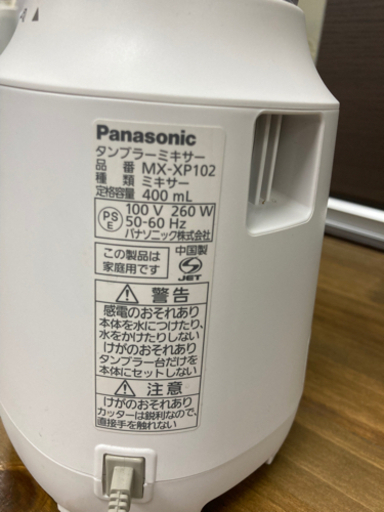 A▲
Panasonic
タンブラーミキサー
品 番 MX-XP102
種 類 ミキサー
定格容量 400 mL
PS
E
100 V 260 W
50-60 Hz
パナソニック株式会社
この製品は
家庭用です
中国製
S
JET
警告
感電のおそれあり
本体を水につけたり、
水をかけたりしない
けがのおそれあり
タンブラー台だけを
本体にセットしない
注意
けがのおそれあり
カッターは鋭利なので、
直接手を触れない